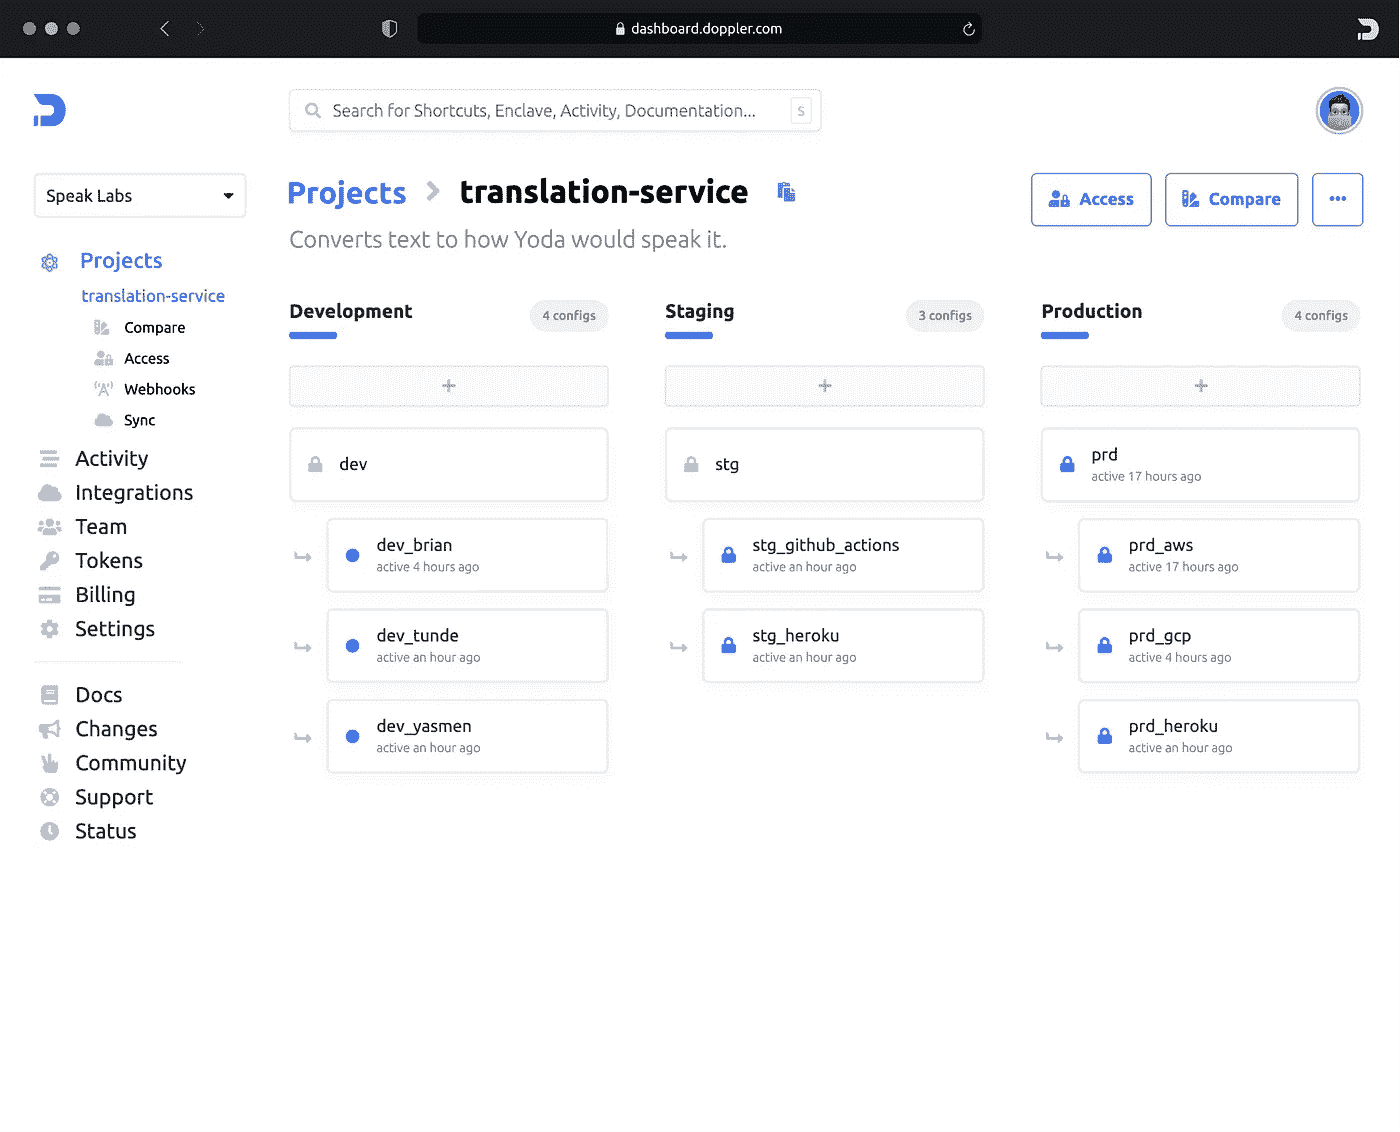 dashboard.doppler.com
Search for Shortcuts, Enclave, Activity, Documentation... S
Speak Labs
Projects
translation-service
Compare
Access
Webhooks
Sync
Activity
Integrations
Team
Tokens
Billing
Settings
Docs
Changes
Community
Support
Status
Projects > translation-service
Converts text to how Yoda would speak it.
Access
Compare
Development
4 configs
+
dev
dev_brian
active 4 hours ago
dev_tunde
active an hour ago
dev_yasmen
active an hour ago
Staging
3 configs
+
stg
stg_github_actions
active an hour ago
stg_heroku
active an hour ago
Production
4 configs
+
prd
active 17 hours ago
prd_aws
active 17 hours ago
prd_gcp
active 4 hours ago
prd_heroku
active an hour ago